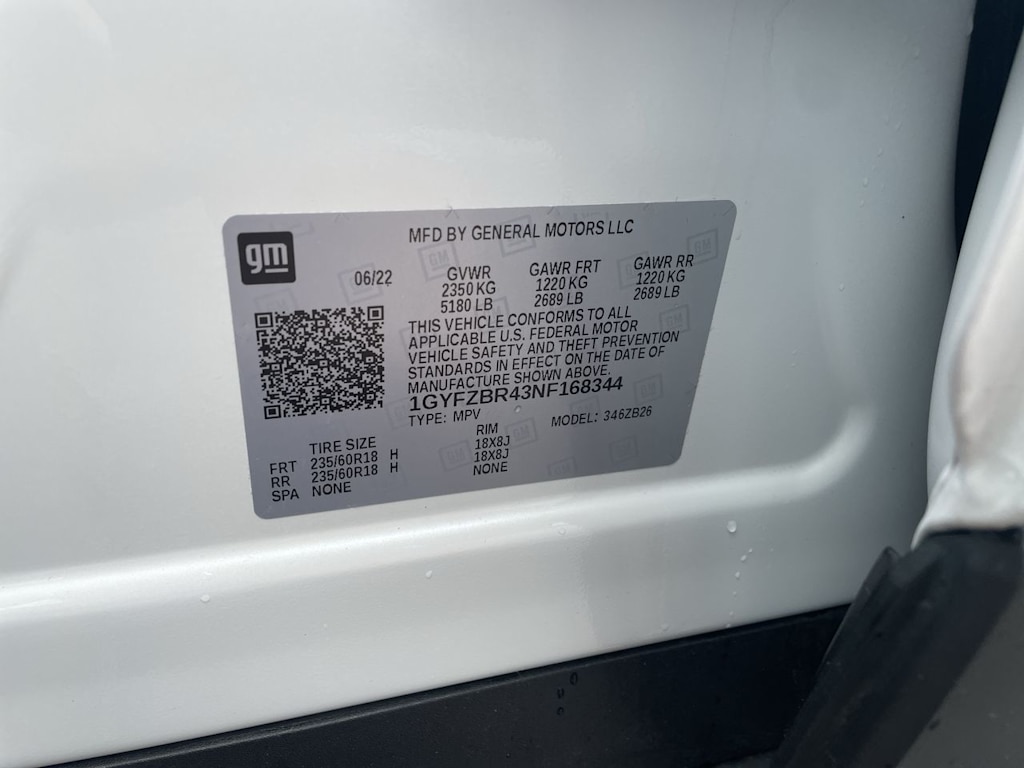 gm
MFD BY GENERAL MOTORS LLC
06/22
GVWR GAWR FRT GAWR RR
2350 KG 1220 KG 1220 KG
5180 LB 2689 LB 2689 LB
THIS VEHICLE CONFORMS TO ALL
APPLICABLE U.S. FEDERAL MOTOR
VEHICLE SAFETY AND THEFT PREVENTION
STANDARDS IN EFFECT ON THE DATE OF
MANUFACTURE SHOWN ABOVE.
1GYFZBR43NF168344
TYPE: MPV MODEL: 346ZB26
TIRE SIZE RIM
FRT 235/60R18 H 18X8J
RR 235/60R18 H 18X8J
SPA NONE NONE